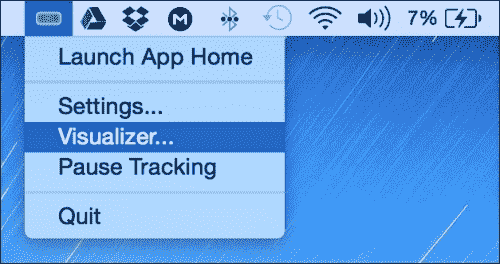 7%
Launch App Home
Settings...
Visualizer...
Pause Tracking
Quit